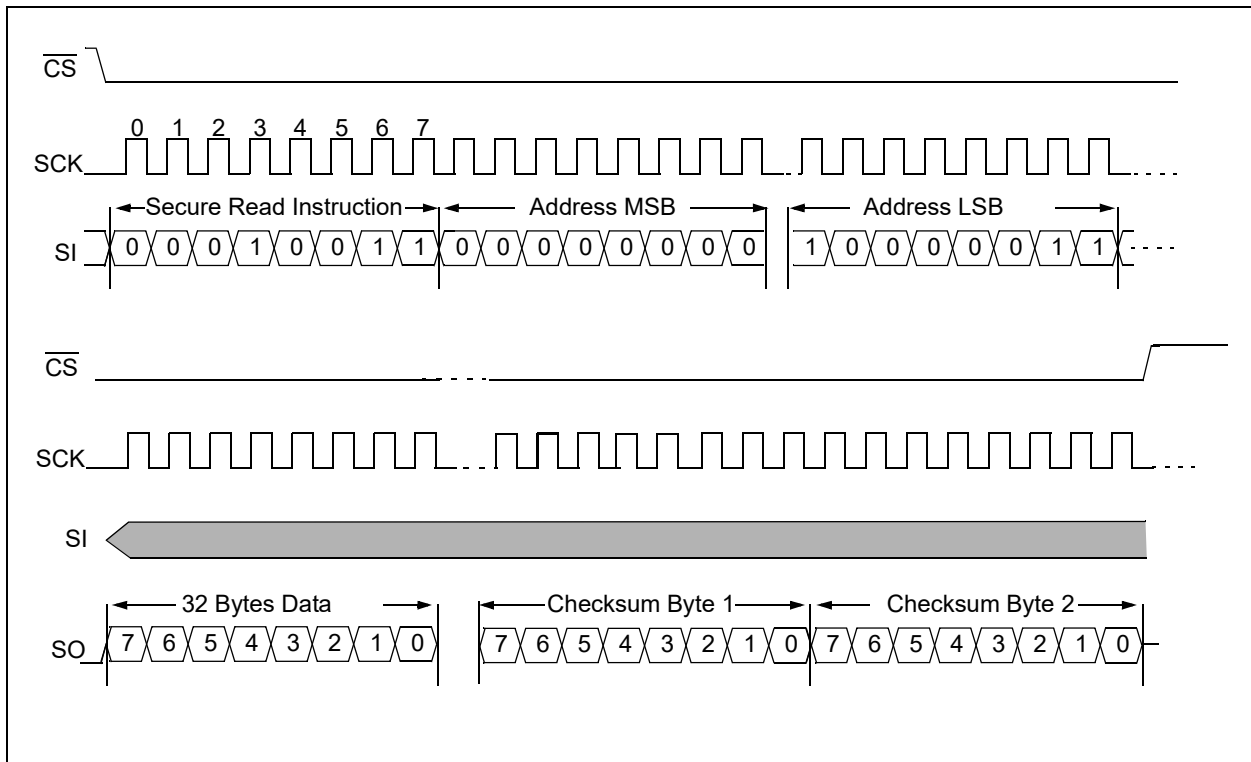 CS
0 1 2 3 4 5 6 7
SCK
Secure Read Instruction Address MSB Address LSB
SI 0 0 0 1 0 0 1 1 0 0 0 0 0 0 0 0 1 0 0 0 0 0 1 1
CS
SCK
SI
32 Bytes Data Checksum Byte 1 Checksum Byte 2
SO 7 6 5 4 3 2 1 0 7 6 5 4 3 2 1 0 7 6 5 4 3 2 1 0